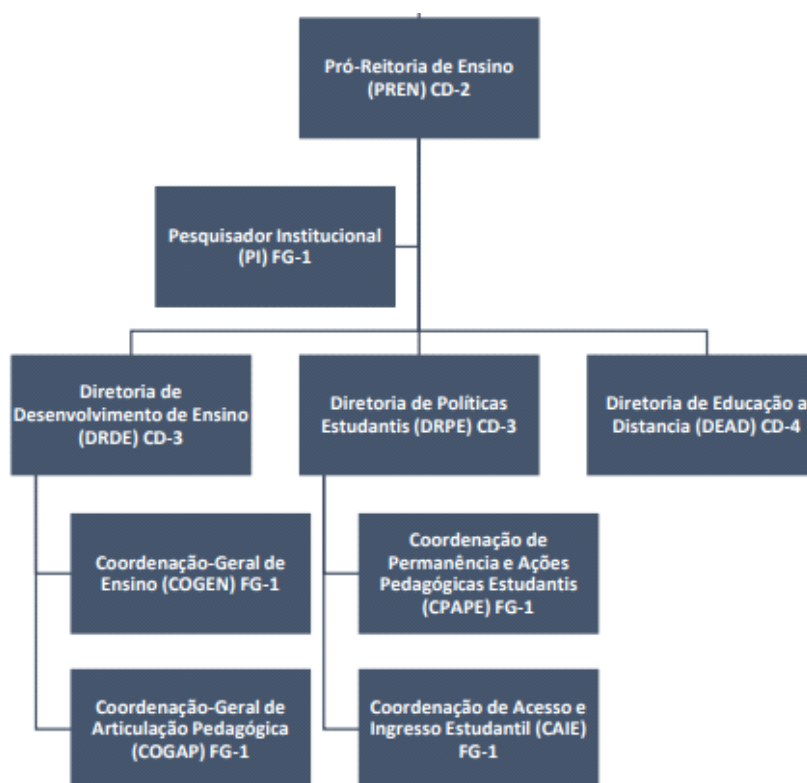 Pró-Reitoria de Ensino
(PREN) CD-2
Pesquisador Institucional
(PI) FG-1
Diretoria de
Desenvolvimento de Ensino
(DRDE) CD-3
Diretoria de Políticas
Estudantis (DRPE) CD-3
Diretoria de Educação a
Distancia (DEAD) CD-4
Coordenação-Geral de
Ensino (COGEN) FG-1
Coordenação de
Permanência e Ações
Pedagógicas Estudantis
(CPAPE) FG-1
Coordenação-Geral de
Articulação Pedagógica
(COGAP) FG-1
Coordenação de Acesso e
Ingresso Estudantil (CAIE)
FG-1